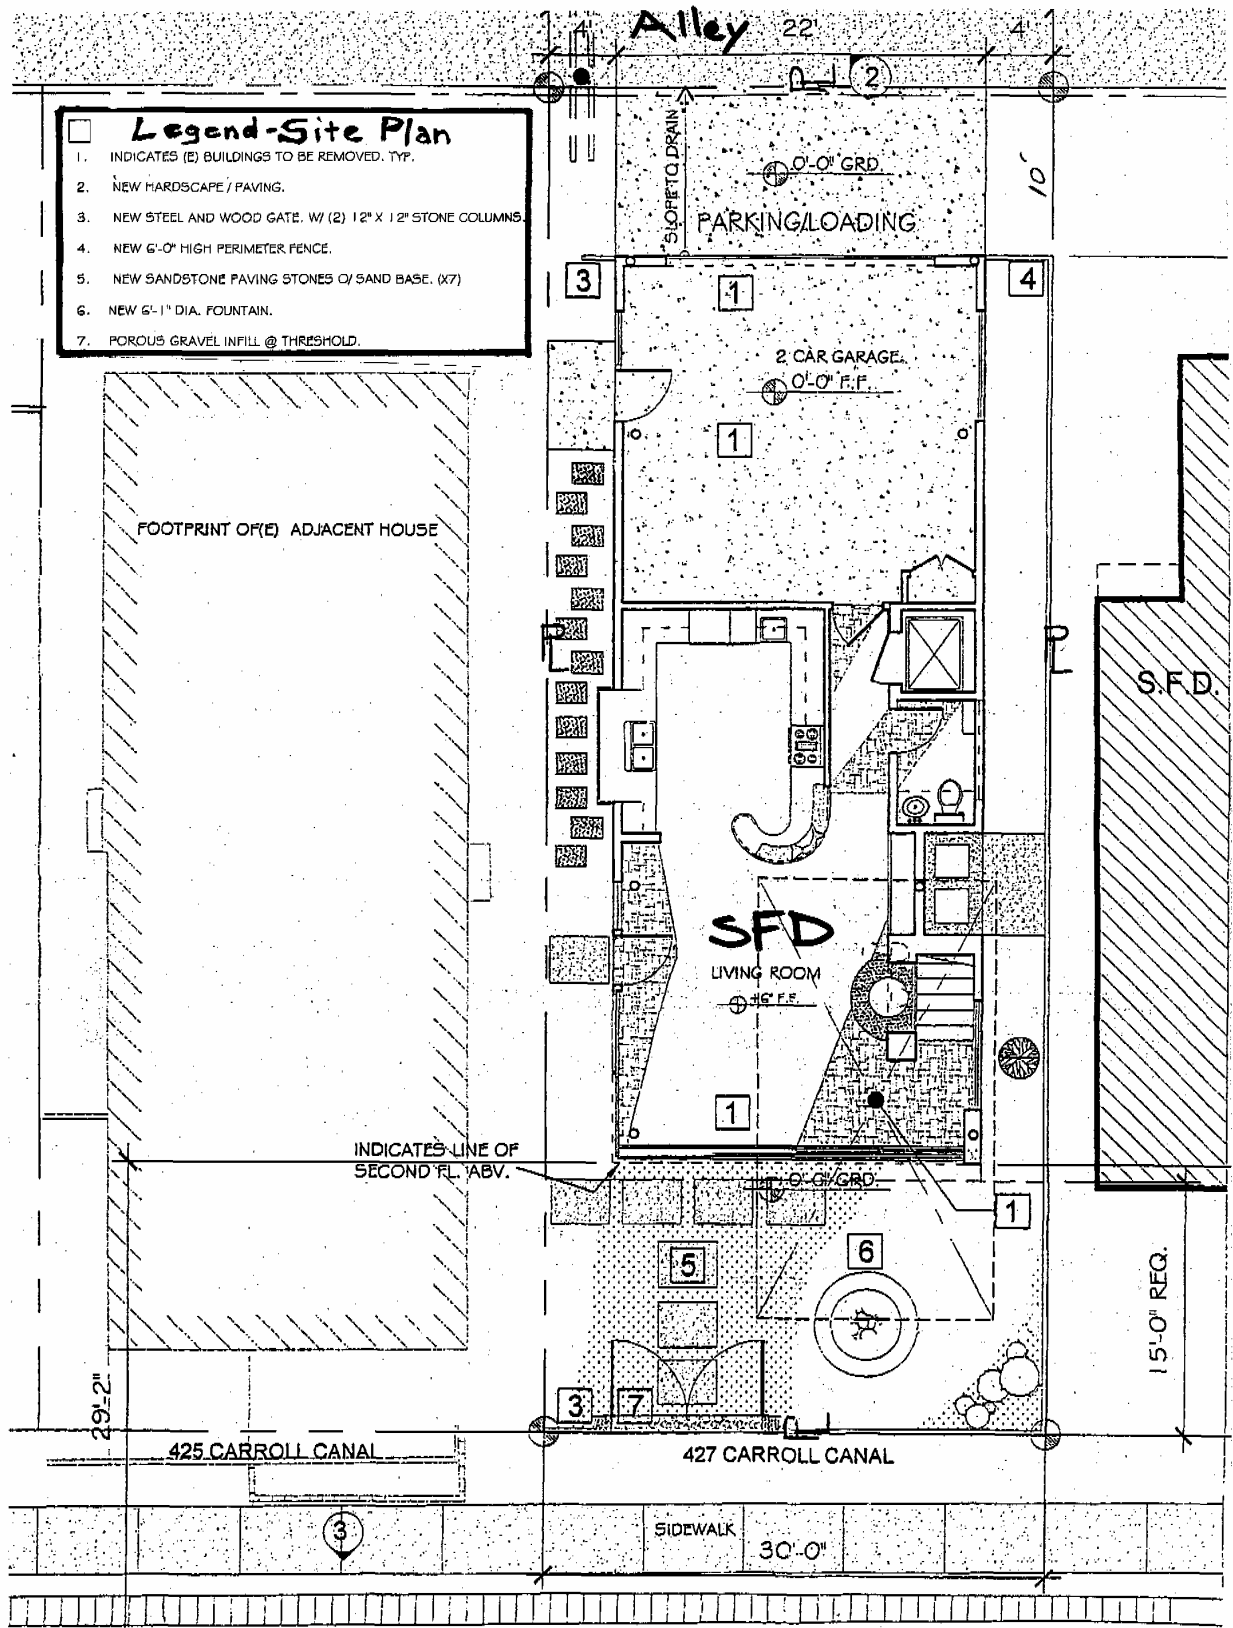 4' Alley 22' 4'
PL 2
Legend-Site Plan
1. INDICATES (E) BUILDINGS TO BE REMOVED. TYP.
2. NEW HARDSCAPE / PAVING.
3. NEW STEEL AND WOOD GATE. W/ (2) 12" X 12" STONE COLUMNS.
4. NEW 6'-0" HIGH PERIMETER FENCE.
5. NEW SANDSTONE PAVING STONES O/ SAND BASE. (X7)
6. NEW 6'-1" DIA. FOUNTAIN.
7. POROUS GRAVEL INFILL @ THRESHOLD.
SLOPE TO DRAIN
0'-0" GRD.
10'
PARKING/LOADING
3
1
4
2 CAR GARAGE.
0'-0" F.F.
1
FOOTPRINT OF(E) ADJACENT HOUSE
PL
PL
S.F.D.
SFD
LIVING ROOM
+6" F.F.
1
INDICATES LINE OF
SECOND FL. ABV.
0'-0" GRD.
1
6
5
15'-0" REQ.
29'-2"
3 7
PL
425 CARROLL CANAL
427 CARROLL CANAL
3
SIDEWALK
30'-0"